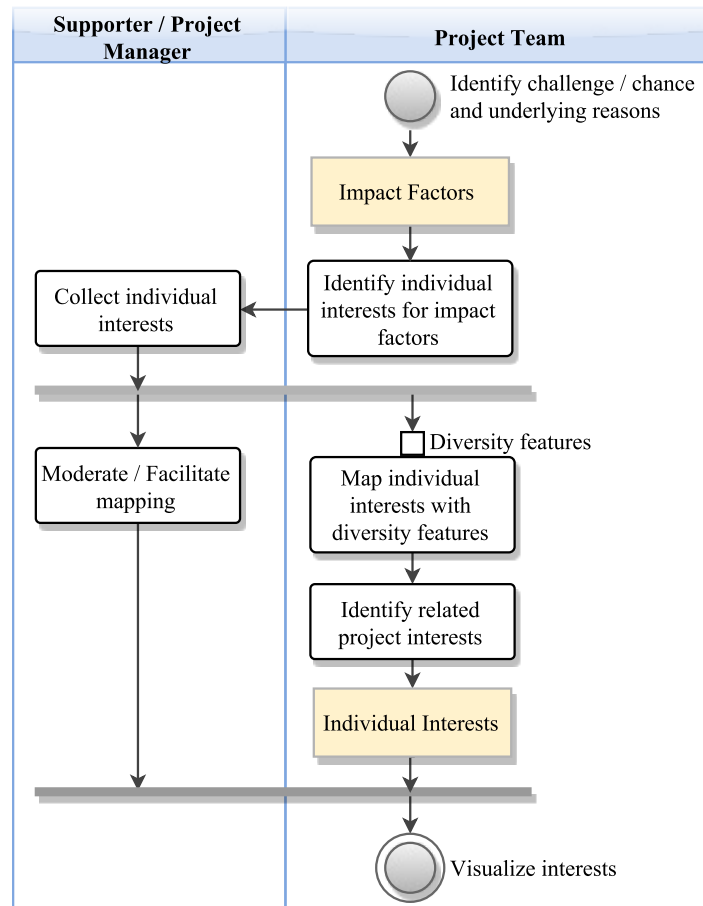 Supporter / Project
Manager
Project Team
Identify challenge / chance
and underlying reasons
Impact Factors
Identify individual
interests for impact
factors
Collect individual
interests
Diversity features
Moderate / Facilitate
mapping
Map individual
interests with
diversity features
Identify related
project interests
Individual Interests
Visualize interests